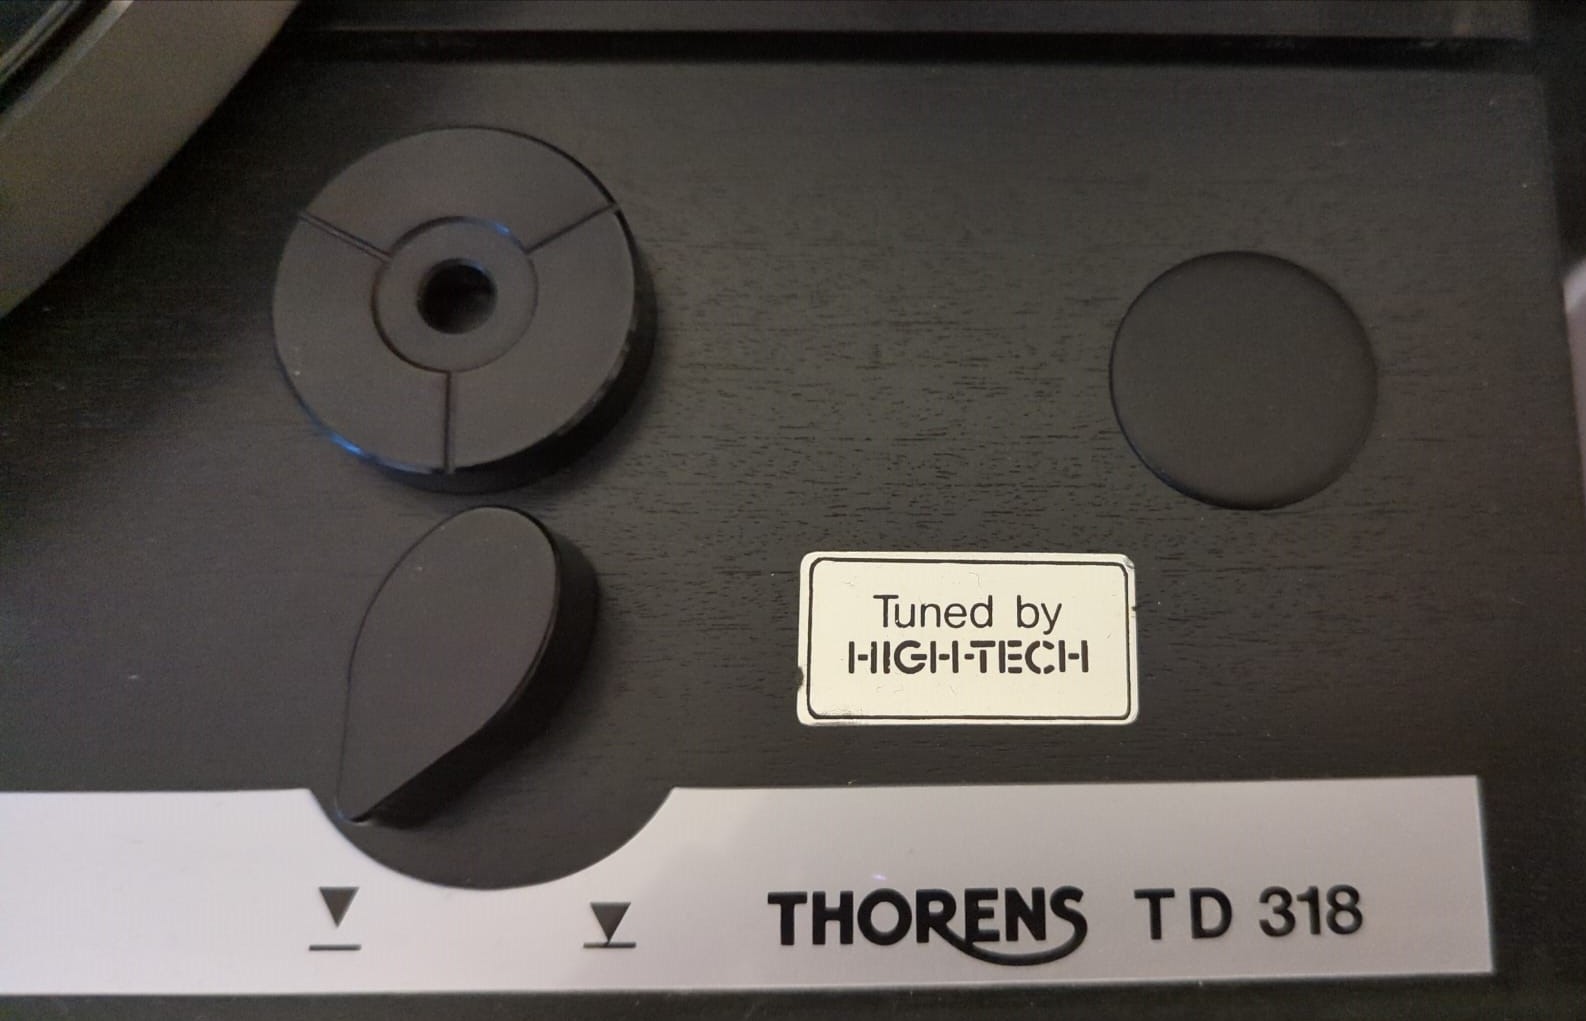 Tuned by
HIGH-TECH
THORENS TD 318